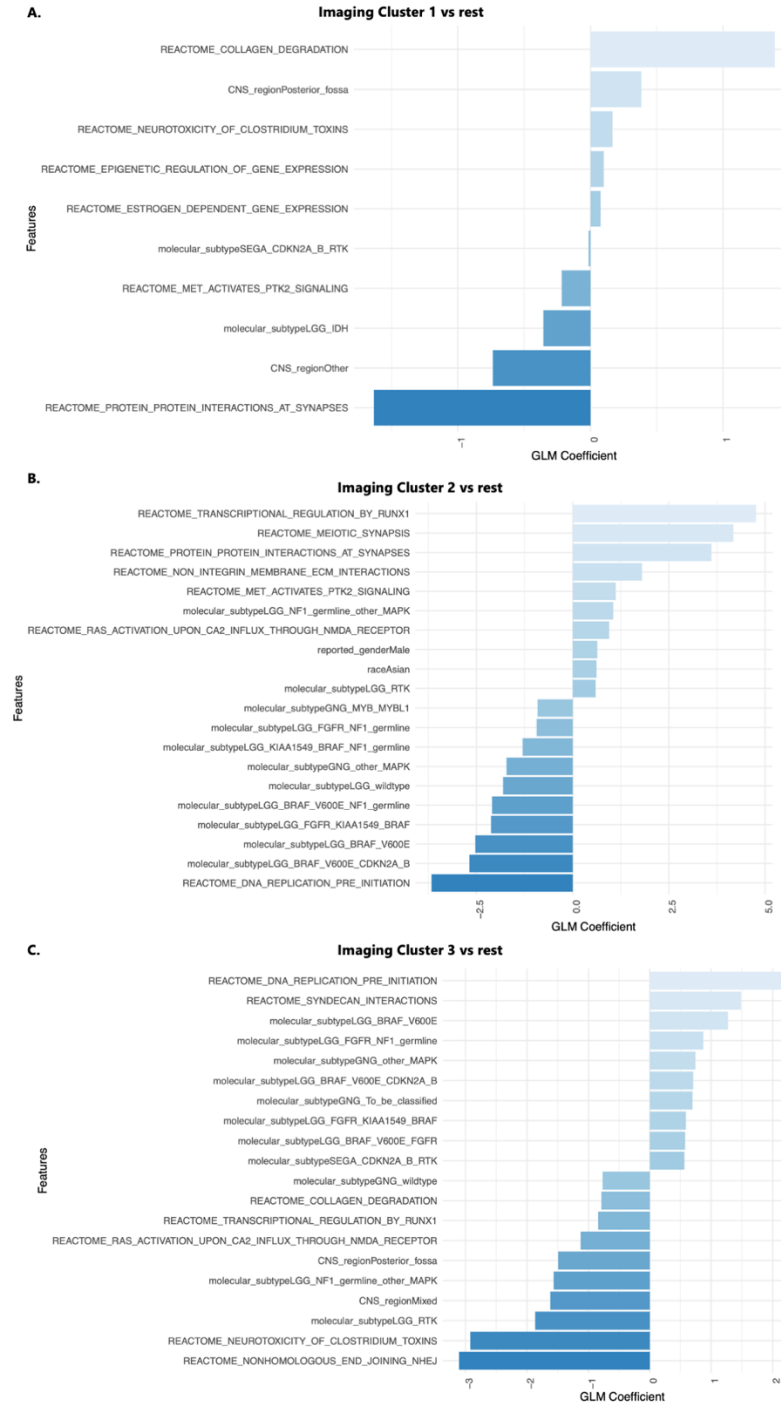 A.
Imaging Cluster 1 vs rest
REACTOME_COLLAGEN_DEGRADATION
CNS_regionPosterior_fossa
REACTOME_NEUROTOXICITY_OF_CLOSTRIDIUM_TOXINS
REACTOME_EPIGENETIC_REGULATION_OF_GENE_EXPRESSION
REACTOME_ESTROGEN_DEPENDENT_GENE_EXPRESSION
molecular_subtypeSEGA_CDKN2A_B_RTK
REACTOME_MET_ACTIVATES_PTK2_SIGNALING
molecular_subtypeLGG_IDH
CNS_regionOther
REACTOME_PROTEIN_PROTEIN_INTERACTIONS_AT_SYNAPSES
Features
-1 0 1
GLM Coefficient
B.
Imaging Cluster 2 vs rest
REACTOME_TRANSCRIPTIONAL_REGULATION_BY_RUNX1
REACTOME_MEIOTIC_SYNAPSIS
REACTOME_PROTEIN_PROTEIN_INTERACTIONS_AT_SYNAPSES
REACTOME_NON_INTEGRIN_MEMBRANE_ECM_INTERACTIONS
REACTOME_MET_ACTIVATES_PTK2_SIGNALING
molecular_subtypeLGG_NF1_germline_other_MAPK
REACTOME_RAS_ACTIVATION_UPON_CA2_INFLUX_THROUGH_NMDA_RECEPTOR
reported_genderMale
raceAsian
molecular_subtypeLGG_RTK
molecular_subtypeGNG_MYB_MYBL1
molecular_subtypeLGG_FGFR_NF1_germline
molecular_subtypeLGG_KIAA1549_BRAF_NF1_germline
molecular_subtypeGNG_other_MAPK
molecular_subtypeLGG_wildtype
molecular_subtypeLGG_BRAF_V600E_NF1_germline
molecular_subtypeLGG_FGFR_KIAA1549_BRAF
molecular_subtypeLGG_BRAF_V600E
molecular_subtypeLGG_BRAF_V600E_CDKN2A_B
REACTOME_DNA_REPLICATION_PRE_INITIATION
Features
-2.5 0.0 2.5 5.0
GLM Coefficient
C.
Imaging Cluster 3 vs rest
REACTOME_DNA_REPLICATION_PRE_INITIATION
REACTOME_SYNDECAN_INTERACTIONS
molecular_subtypeLGG_BRAF_V600E
molecular_subtypeLGG_FGFR_NF1_germline
molecular_subtypeGNG_other_MAPK
molecular_subtypeLGG_BRAF_V600E_CDKN2A_B
molecular_subtypeGNG_To_be_classified
molecular_subtypeLGG_FGFR_KIAA1549_BRAF
molecular_subtypeLGG_BRAF_V600E_FGFR
molecular_subtypeSEGA_CDKN2A_B_RTK
molecular_subtypeGNG_wildtype
REACTOME_COLLAGEN_DEGRADATION
REACTOME_TRANSCRIPTIONAL_REGULATION_BY_RUNX1
REACTOME_RAS_ACTIVATION_UPON_CA2_INFLUX_THROUGH_NMDA_RECEPTOR
CNS_regionPosterior_fossa
molecular_subtypeLGG_NF1_germline_other_MAPK
CNS_regionMixed
molecular_subtypeLGG_RTK
REACTOME_NEUROTOXICITY_OF_CLOSTRIDIUM_TOXINS
REACTOME_NONHOMOLOGOUS_END_JOINING_NHEJ
Features
-3 -2 -1 0 1 2
GLM Coefficient